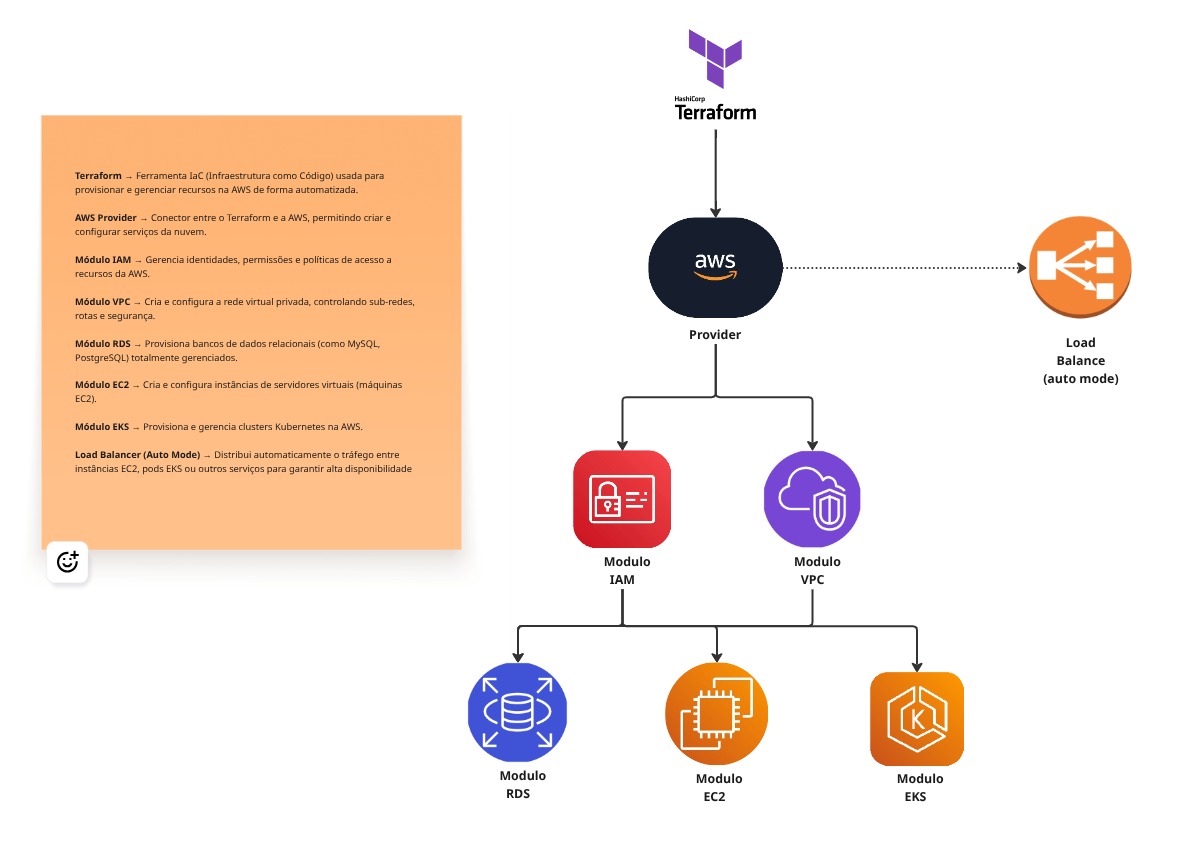 HashiCorp
Terraform
Terraform → Ferramenta IaC (Infraestrutura como Código) usada para
provisionar e gerenciar recursos na AWS de forma automatizada.
AWS Provider → Conector entre o Terraform e a AWS, permitindo criar e
configurar serviços da nuvem.
Módulo IAM → Gerencia identidades, permissões e políticas de acesso a
recursos da AWS.
Módulo VPC → Cria e configura a rede virtual privada, controlando sub-redes,
rotas e segurança.
Módulo RDS → Provisiona bancos de dados relacionais (como MySQL,
PostgreSQL) totalmente gerenciados.
Módulo EC2 → Cria e configura instâncias de servidores virtuais (máquinas
EC2).
Módulo EKS → Provisiona e gerencia clusters Kubernetes na AWS.
Load Balancer (Auto Mode) → Distribui automaticamente o tráfego entre
instâncias EC2, pods EKS ou outros serviços para garantir alta disponibilidade
aws
Provider
Load
Balance
(auto mode)
Modulo
IAM
Modulo
VPC
Modulo
RDS
Modulo
EC2
K
Modulo
EKS